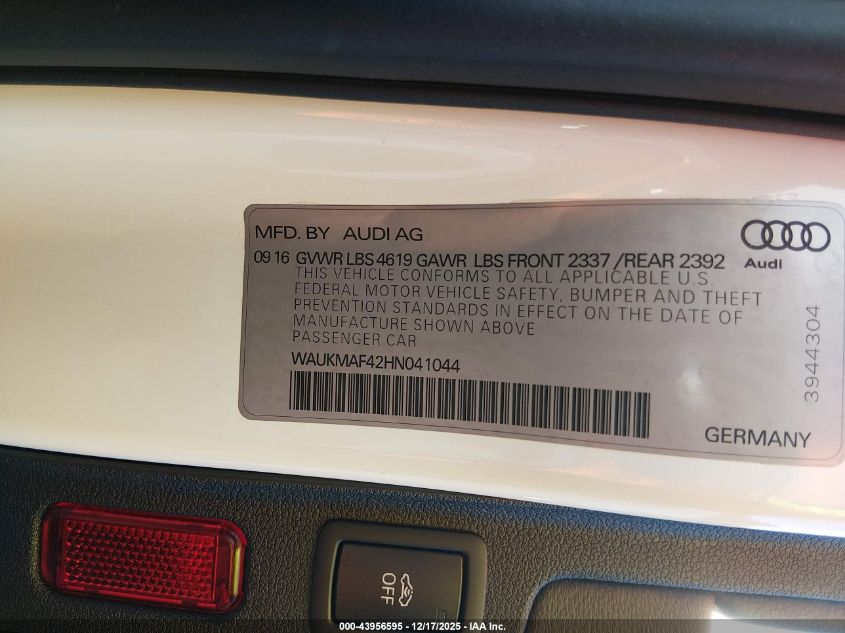 MFD. BY AUDI AG
Audi
09 16 GVWR LBS 4619 GAWR LBS FRONT 2337 /REAR 2392
THIS VEHICLE CONFORMS TO ALL APPLICABLE U.S.
FEDERAL MOTOR VEHICLE SAFETY, BUMPER AND THEFT
PREVENTION STANDARDS IN EFFECT ON THE DATE OF
MANUFACTURE SHOWN ABOVE
PASSENGER CAR
WAUKMAF42HN041044
3944304
GERMANY
OFF
000-43956595 - 12/17/2025 - IAA Inc.